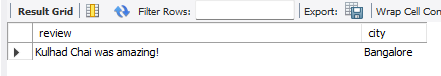 Result Grid Filter Rows: Export: Wrap Cell Con
review city
Kulhad Chai was amazing! Bangalore